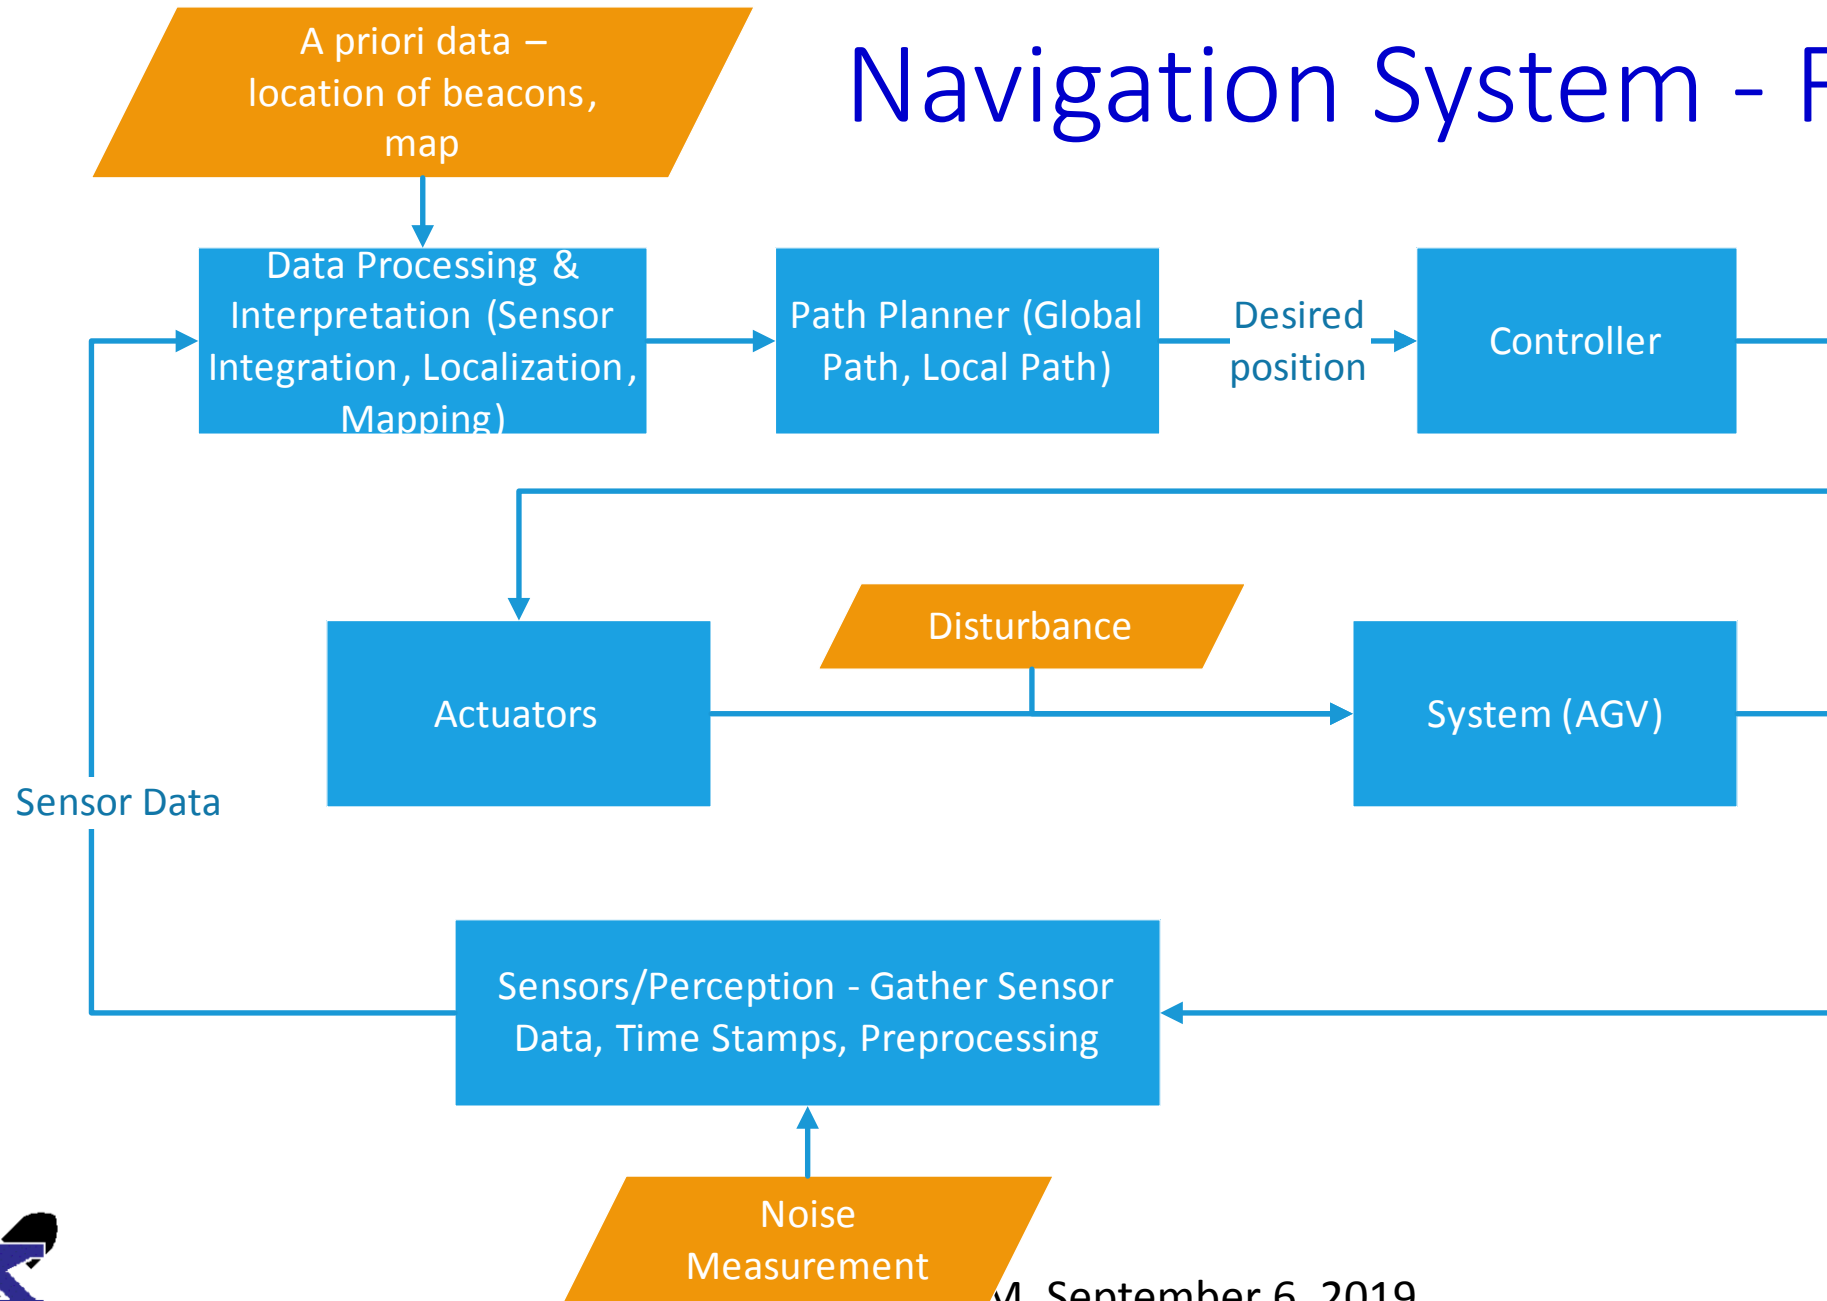 A priori data –
location of beacons,
map
Navigation System -
Data Processing &
Interpretation (Sensor
Integration, Localization,
Mapping)
Path Planner (Global
Path, Local Path)
Desired
position
Controller
Disturbance
Actuators
System (AGV)
Sensor Data
Sensors/Perception - Gather Sensor
Data, Time Stamps, Preprocessing
Noise
Measurement
M, September 6, 2019